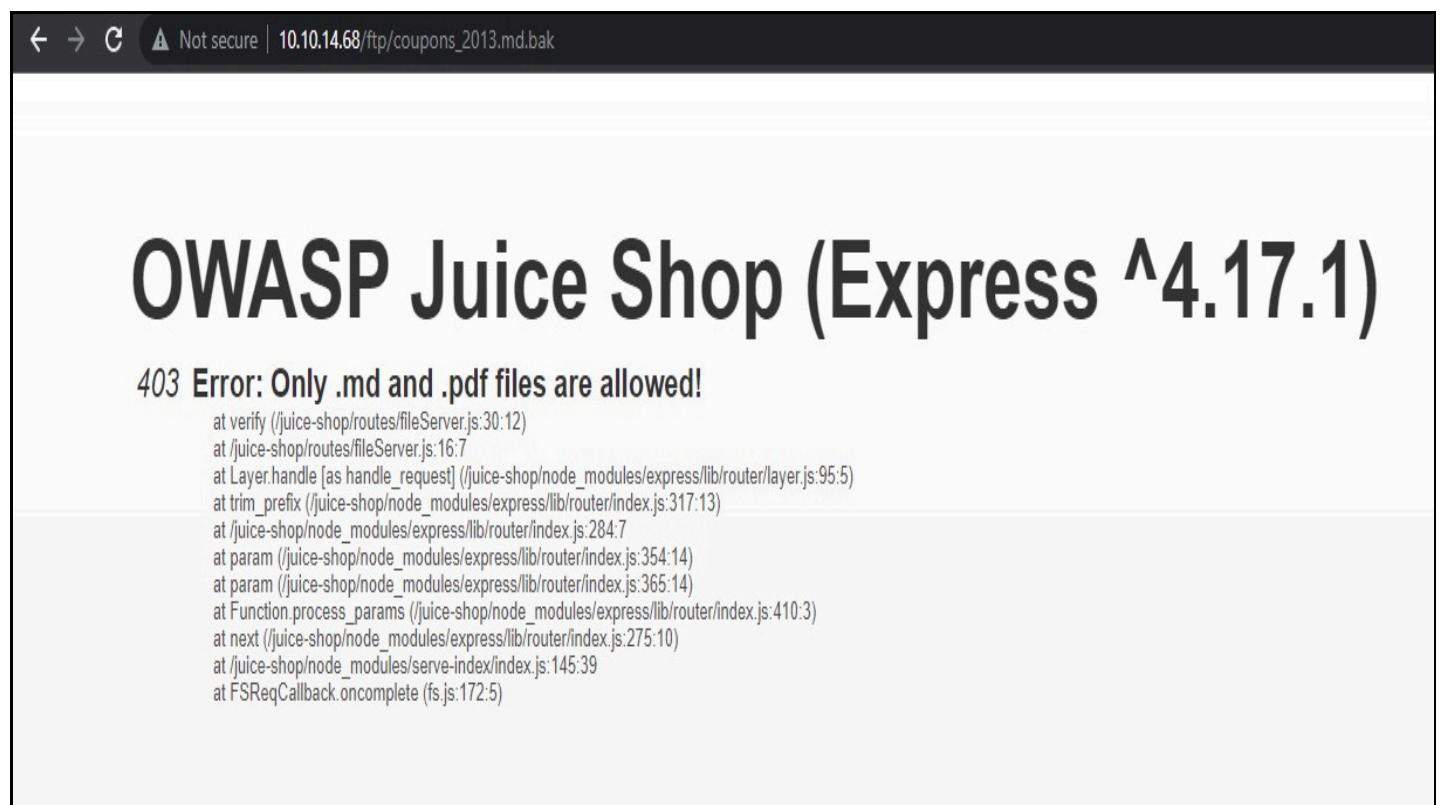 Not secure | 10.10.14.68/ftp/coupons_2013.md.bak
OWASP Juice Shop (Express ^4.17.1)
403 Error: Only .md and .pdf files are allowed!
at verify (/juice-shop/routes/fileServer.js:30:12)
at /juice-shop/routes/fileServer.js:16:7
at Layer.handle [as handle_request] (/juice-shop/node_modules/express/lib/router/layer.js:95:5)
at trim_prefix (/juice-shop/node_modules/express/lib/router/index.js:317:13)
at /juice-shop/node_modules/express/lib/router/index.js:284:7
at param (/juice-shop/node_modules/express/lib/router/index.js:354:14)
at param (/juice-shop/node_modules/express/lib/router/index.js:365:14)
at Function.process_params (/juice-shop/node_modules/express/lib/router/index.js:410:3)
at next (/juice-shop/node_modules/express/lib/router/index.js:275:10)
at /juice-shop/node_modules/serve-index/index.js:145:39
at FSReqCallback.oncomplete (fs.js:172:5)